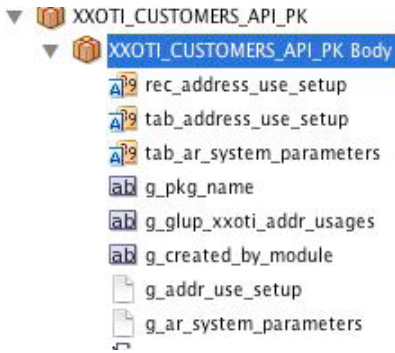 XXOTI_CUSTOMERS_API_PK
XXOTI_CUSTOMERS_API_PK Body
rec_address_use_setup
tab_address_use_setup
tab_ar_system_parameters
g_pkg_name
g_glup_xxoti_addr_usages
g_created_by_module
g_addr_use_setup
g_ar_system_parameters